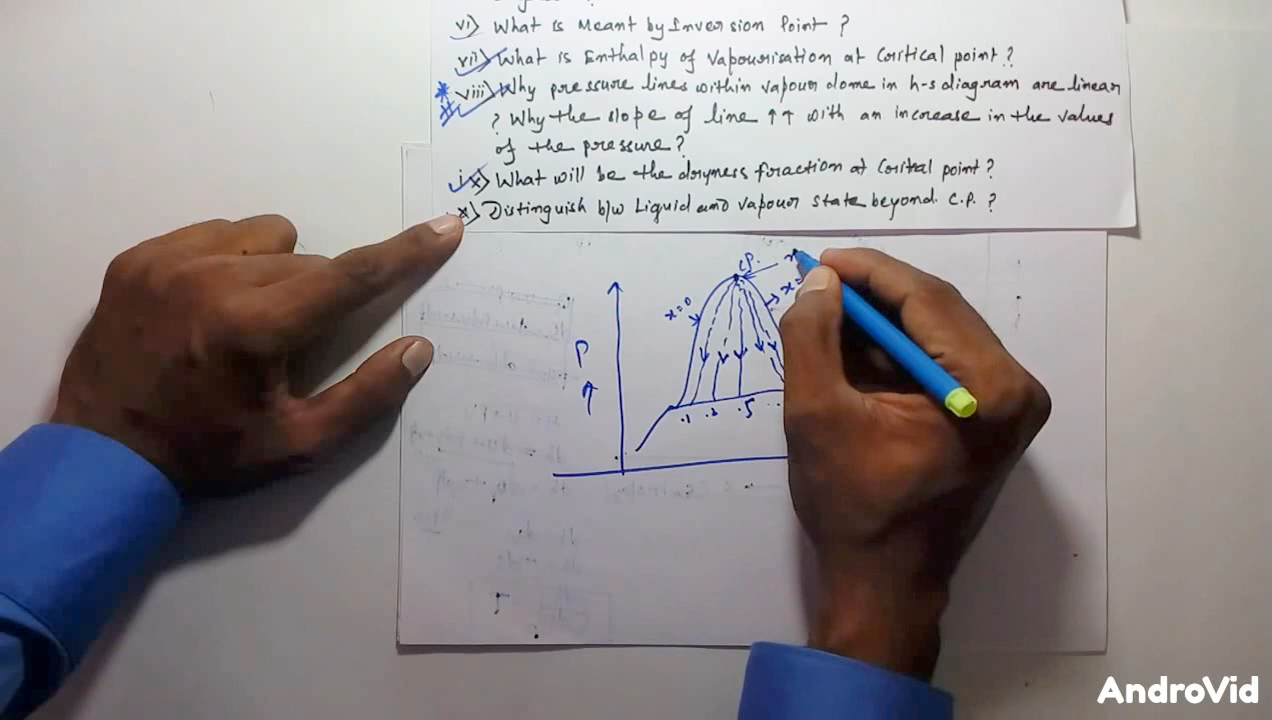 vi) What is Meant by Inversion Point ?
vii) What is Enthalpy of Vapourisation at Critical point ?
viii) Why pressure lines within vapour dome in h-s diagram are linear
? Why the slope of line ↑↑ with an increase in the values
of the pressure ?
ix) What will be the dryness fraction at Critical point ?
x) Distinguish b/w Liquid and vapour state beyond C.P. ?
C.P.
x=0
x=
P
↑
.1 .5
AndroVid